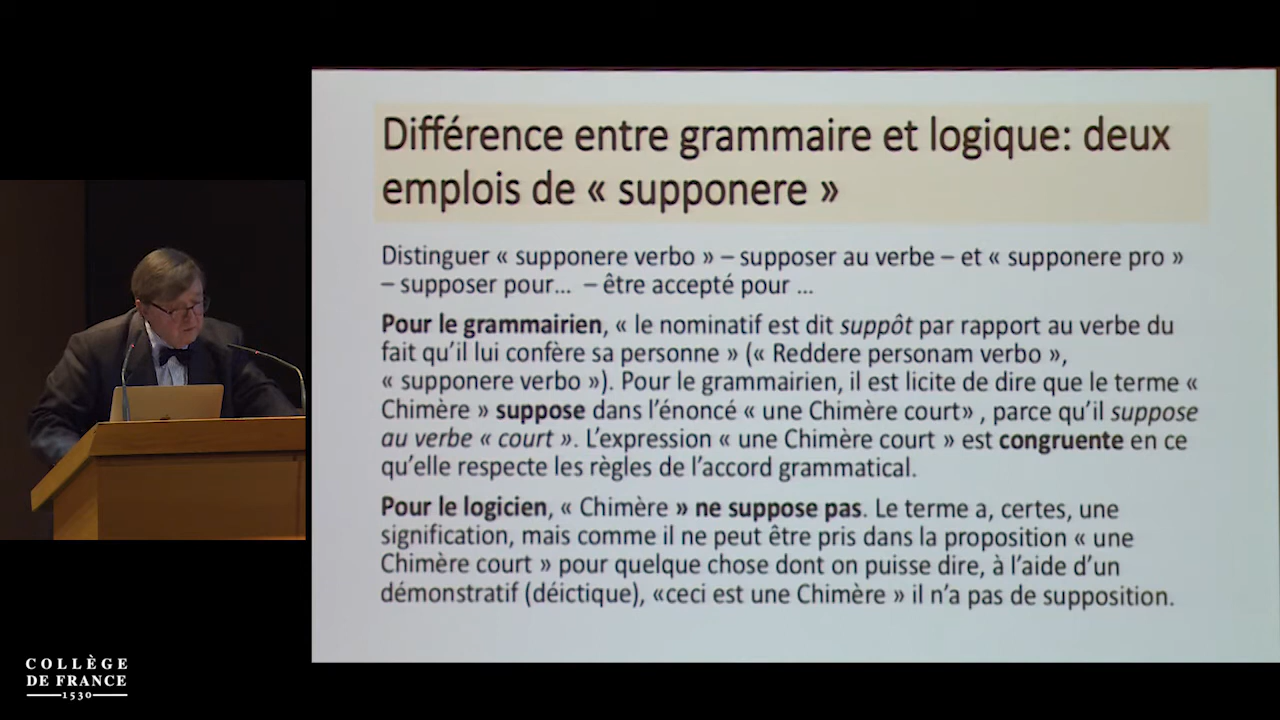 Différence entre grammaire et logique: deux
emplois de « supponere »
Distinguer « supponere verbo » – supposer au verbe – et « supponere pro »
– supposer pour... – être accepté pour ...
Pour le grammairien, « le nominatif est dit suppôt par rapport au verbe du
fait qu'il lui confère sa personne » (« Reddere personam verbo »,
« supponere verbo »). Pour le grammairien, il est licite de dire que le terme «
Chimère » suppose dans l'énoncé « une Chimère court» , parce qu'il suppose
au verbe « court ». L'expression « une Chimère court » est congruente en ce
qu'elle respecte les règles de l'accord grammatical.
Pour le logicien, « Chimère » ne suppose pas. Le terme a, certes, une
signification, mais comme il ne peut être pris dans la proposition « une
Chimère court » pour quelque chose dont on puisse dire, à l'aide d'un
démonstratif (déictique), «ceci est une Chimère » il n'a pas de supposition.
COLLÈGE
DE FRANCE
1530